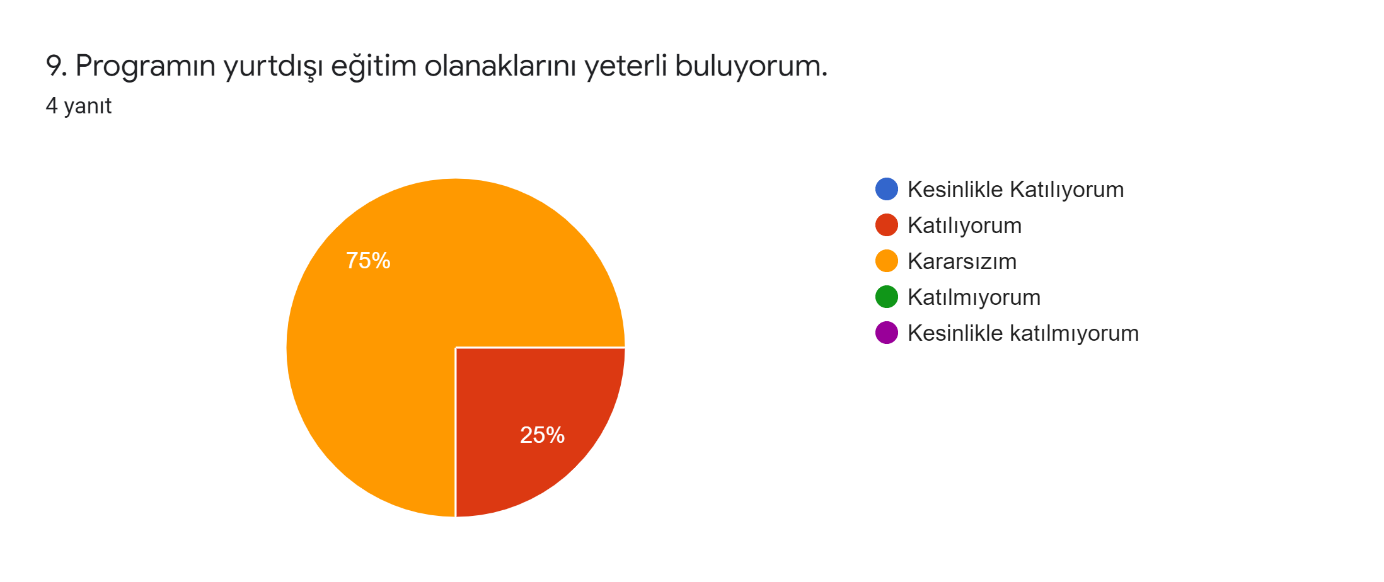 9. Programın yurtdışı eğitim olanaklarını yeterli buluyorum.
4 yanıt
75%
25%
Kesinlikle Katılıyorum
Katılıyorum
Kararsızım
Katılmıyorum
Kesinlikle katılmıyorum